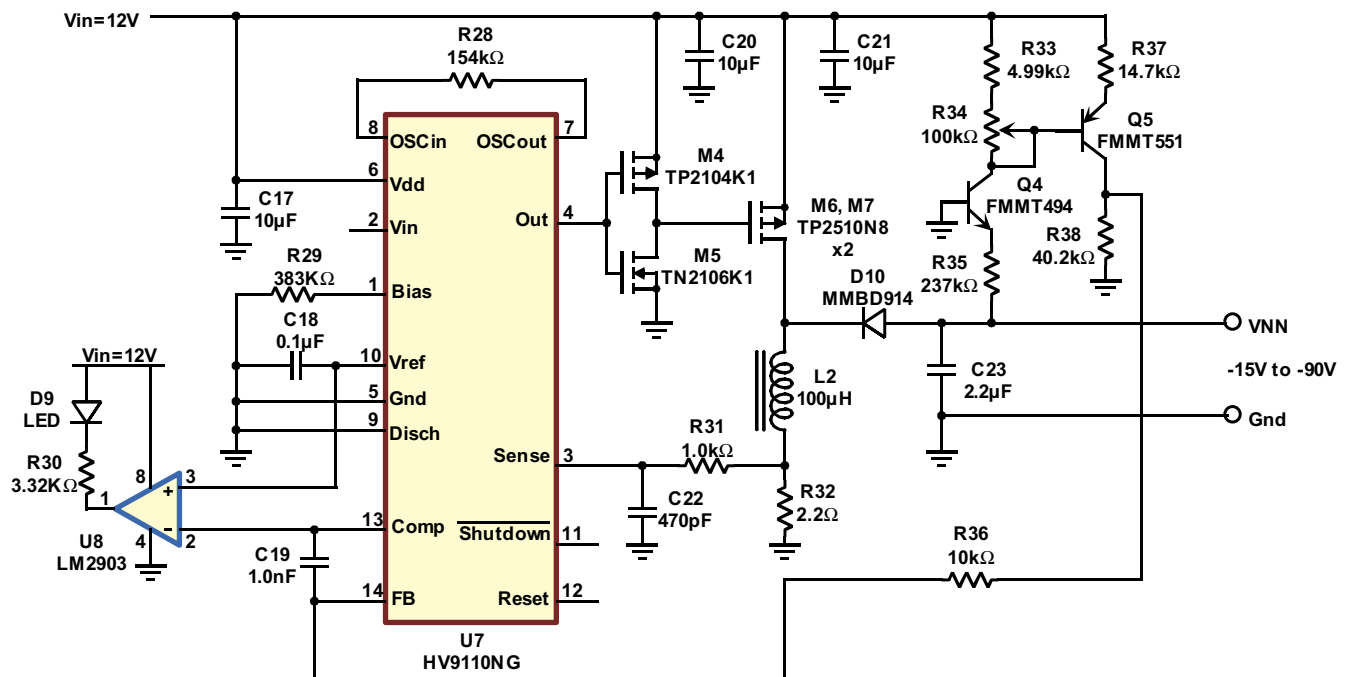 Vin=12V
R28
154kΩ
C20
10µF
C21
10µF
R33
4.99kΩ
R37
14.7kΩ
R34
100kΩ
Q5
FMMT551
8
OSCin
OSCout
7
6
Vdd
C17
10µF
2
Vin
Out
4
M4
TP2104K1
M6, M7
TP2510N8
x2
Q4
FMMT494
R38
40.2kΩ
R29
383KΩ
1
Bias
M5
TN2106K1
D10
MMBD914
R35
237kΩ
C18
0.1µF
VNN
Vin=12V
10
Vref
L2
100µH
C23
2.2µF
-15V to -90V
D9
LED
5
Gnd
9
Disch
Gnd
R31
1.0kΩ
Sense
3
R30
3.32KΩ
8
3
1
+
-
C22
470pF
R32
2.2Ω
13
Comp
Shutdown
11
U8
LM2903
4
2
C19
1.0nF
R36
10kΩ
14
FB
Reset
12
U7
HV9110NG